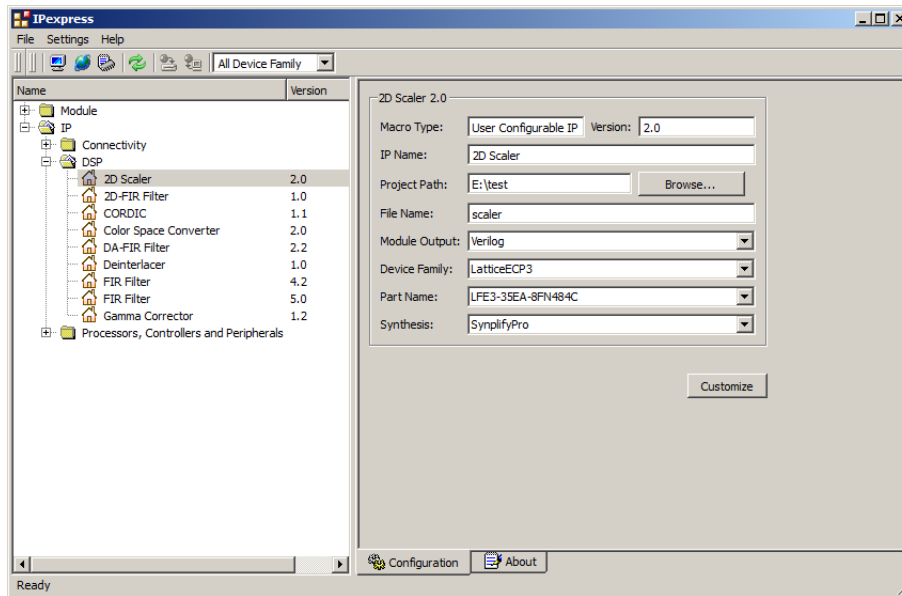 IPexpress
File Settings Help
All Device Family
Name Version
Module
IP
Connectivity
DSP
2D Scaler 2.0
2D-FIR Filter 1.0
CORDIC 1.1
Color Space Converter 2.0
DA-FIR Filter 2.2
Deinterlacer 1.0
FIR Filter 4.2
FIR Filter 5.0
Gamma Corrector 1.2
Processors, Controllers and Peripherals
2D Scaler 2.0
Macro Type: User Configurable IP Version: 2.0
IP Name: 2D Scaler
Project Path: E:\test Browse...
File Name: scaler
Module Output: Verilog
Device Family: LatticeECP3
Part Name: LFE3-35EA-8FN484C
Synthesis: SynplifyPro
Customize
Configuration About
Ready